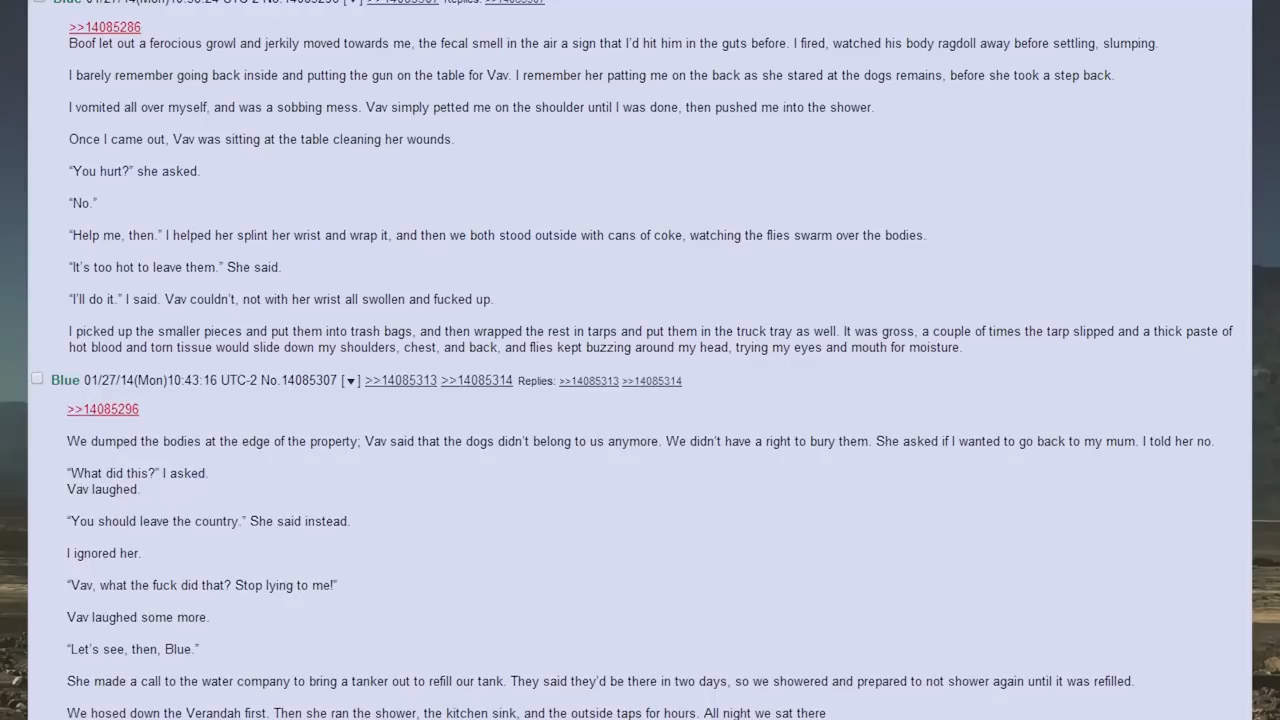 Blue 01/27/14(Mon)10:38:24 UTC-2 No.14085296 [▼] >>14085307 Replies: >>14085307
>>14085286
Boof let out a ferocious growl and jerkily moved towards me, the fecal smell in the air a sign that I'd hit him in the guts before. I fired, watched his body ragdoll away before settling, slumping.
I barely remember going back inside and putting the gun on the table for Vav. I remember her patting me on the back as she stared at the dogs remains, before she took a step back.
I vomited all over myself, and was a sobbing mess. Vav simply petted me on the shoulder until I was done, then pushed me into the shower.
Once I came out, Vav was sitting at the table cleaning her wounds.
“You hurt?” she asked.
“No.”
“Help me, then.” I helped her splint her wrist and wrap it, and then we both stood outside with cans of coke, watching the flies swarm over the bodies.
“It’s too hot to leave them.” She said.
“I’ll do it.” I said. Vav couldn’t, not with her wrist all swollen and fucked up.
I picked up the smaller pieces and put them into trash bags, and then wrapped the rest in tarps and put them in the truck tray as well. It was gross, a couple of times the tarp slipped and a thick paste of
hot blood and torn tissue would slide down my shoulders, chest, and back, and flies kept buzzing around my head, trying my eyes and mouth for moisture.
Blue 01/27/14(Mon)10:43:16 UTC-2 No.14085307 [▼] >>14085313 >>14085314 Replies: >>14085313 >>14085314
>>14085296
We dumped the bodies at the edge of the property; Vav said that the dogs didn’t belong to us anymore. We didn’t have a right to bury them. She asked if I wanted to go back to my mum. I told her no.
“What did this?” I asked.
Vav laughed.
“You should leave the country.” She said instead.
I ignored her.
“Vav, what the fuck did that? Stop lying to me!”
Vav laughed some more.
“Let’s see, then, Blue.”
She made a call to the water company to bring a tanker out to refill our tank. They said they’d be there in two days, so we showered and prepared to not shower again until it was refilled.
We hosed down the Verandah first. Then she ran the shower, the kitchen sink, and the outside taps for hours. All night we sat there